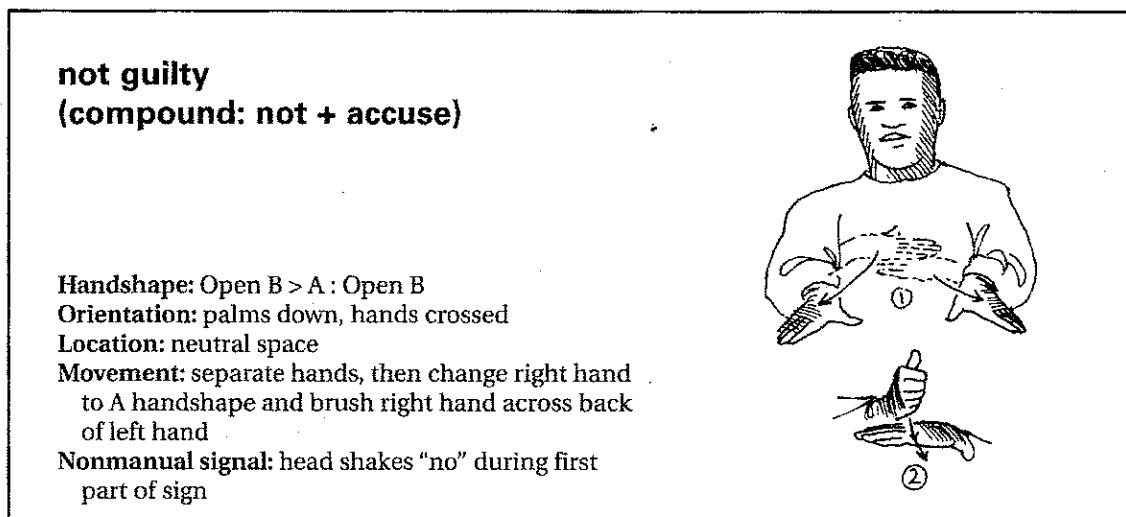 not guilty
(compound: not + accuse)
Handshape: Open B > A : Open B
Orientation: palms down, hands crossed
Location: neutral space
Movement: separate hands, then change right hand
to A handshape and brush right hand across back
of left hand
Nonmanual signal: head shakes "no" during first
part of sign
1
2